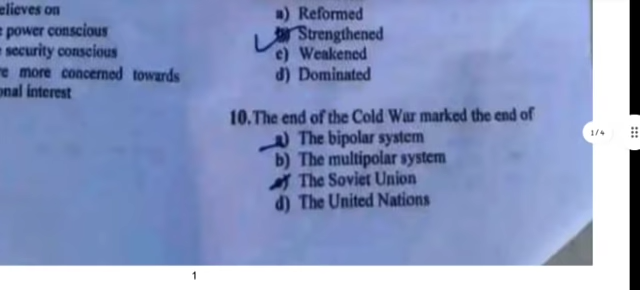 elieves on
power conscious
security conscious
e more concerned towards
onal interest
a) Reformed
Strengthened
c) Weakened
d) Dominated
10. The end of the Cold War marked the end of
a) The bipolar system
b) The multipolar system
The Soviet Union
d) The United Nations
1/4
1